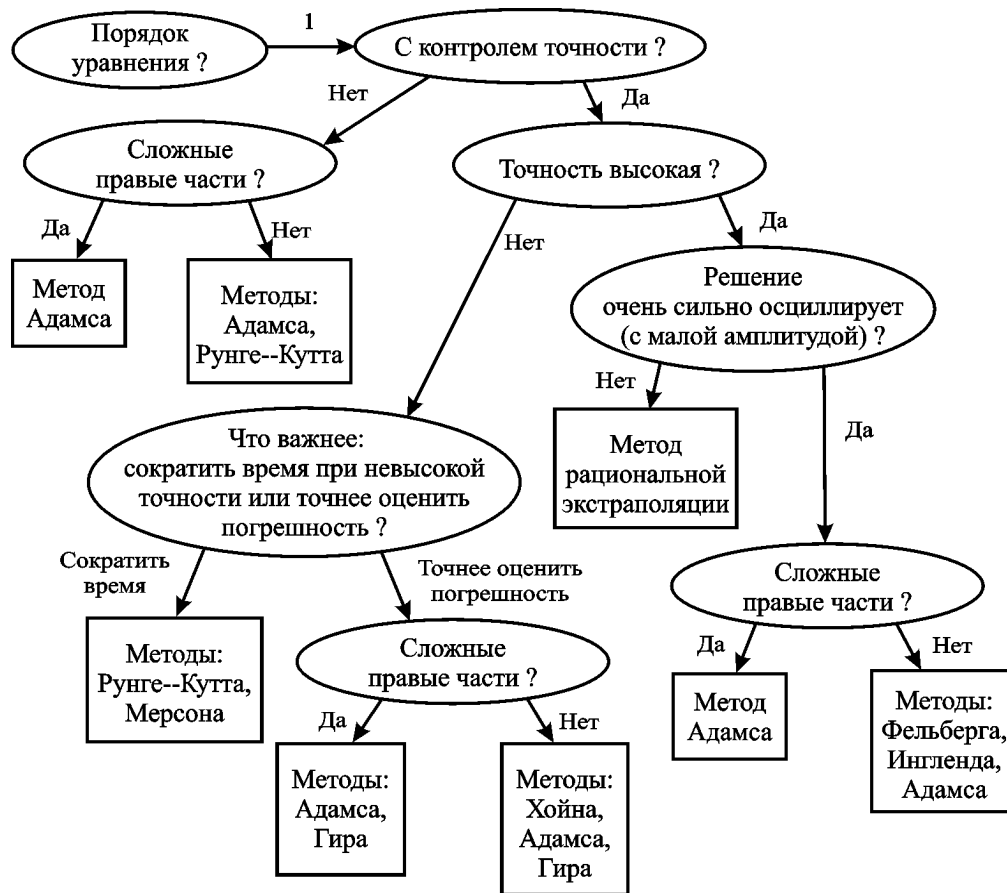 Порядок
уравнения ?
1
С контролем точности ?
Нет
Да
Сложные
правые части ?
Точность высокая ?
Да
Нет
Нет
Да
Метод
Адамса
Методы:
Адамса,
Рунге--Кутта
Решение
очень сильно осциллирует
(с малой амплитудой) ?
Нет
Да
Метод
рациональной
экстраполяции
Что важнее:
сократить время при невысокой
точности или точнее оценить
погрешность ?
Сократить
время
Точнее оценить
погрешность
Сложные
правые части ?
Да
Нет
Методы:
Рунге--Кутта,
Мерсона
Сложные
правые части ?
Да
Нет
Метод
Адамса
Методы:
Фельберга,
Ингленда,
Адамса
Методы:
Адамса,
Гира
Методы:
Хойна,
Адамса,
Гира